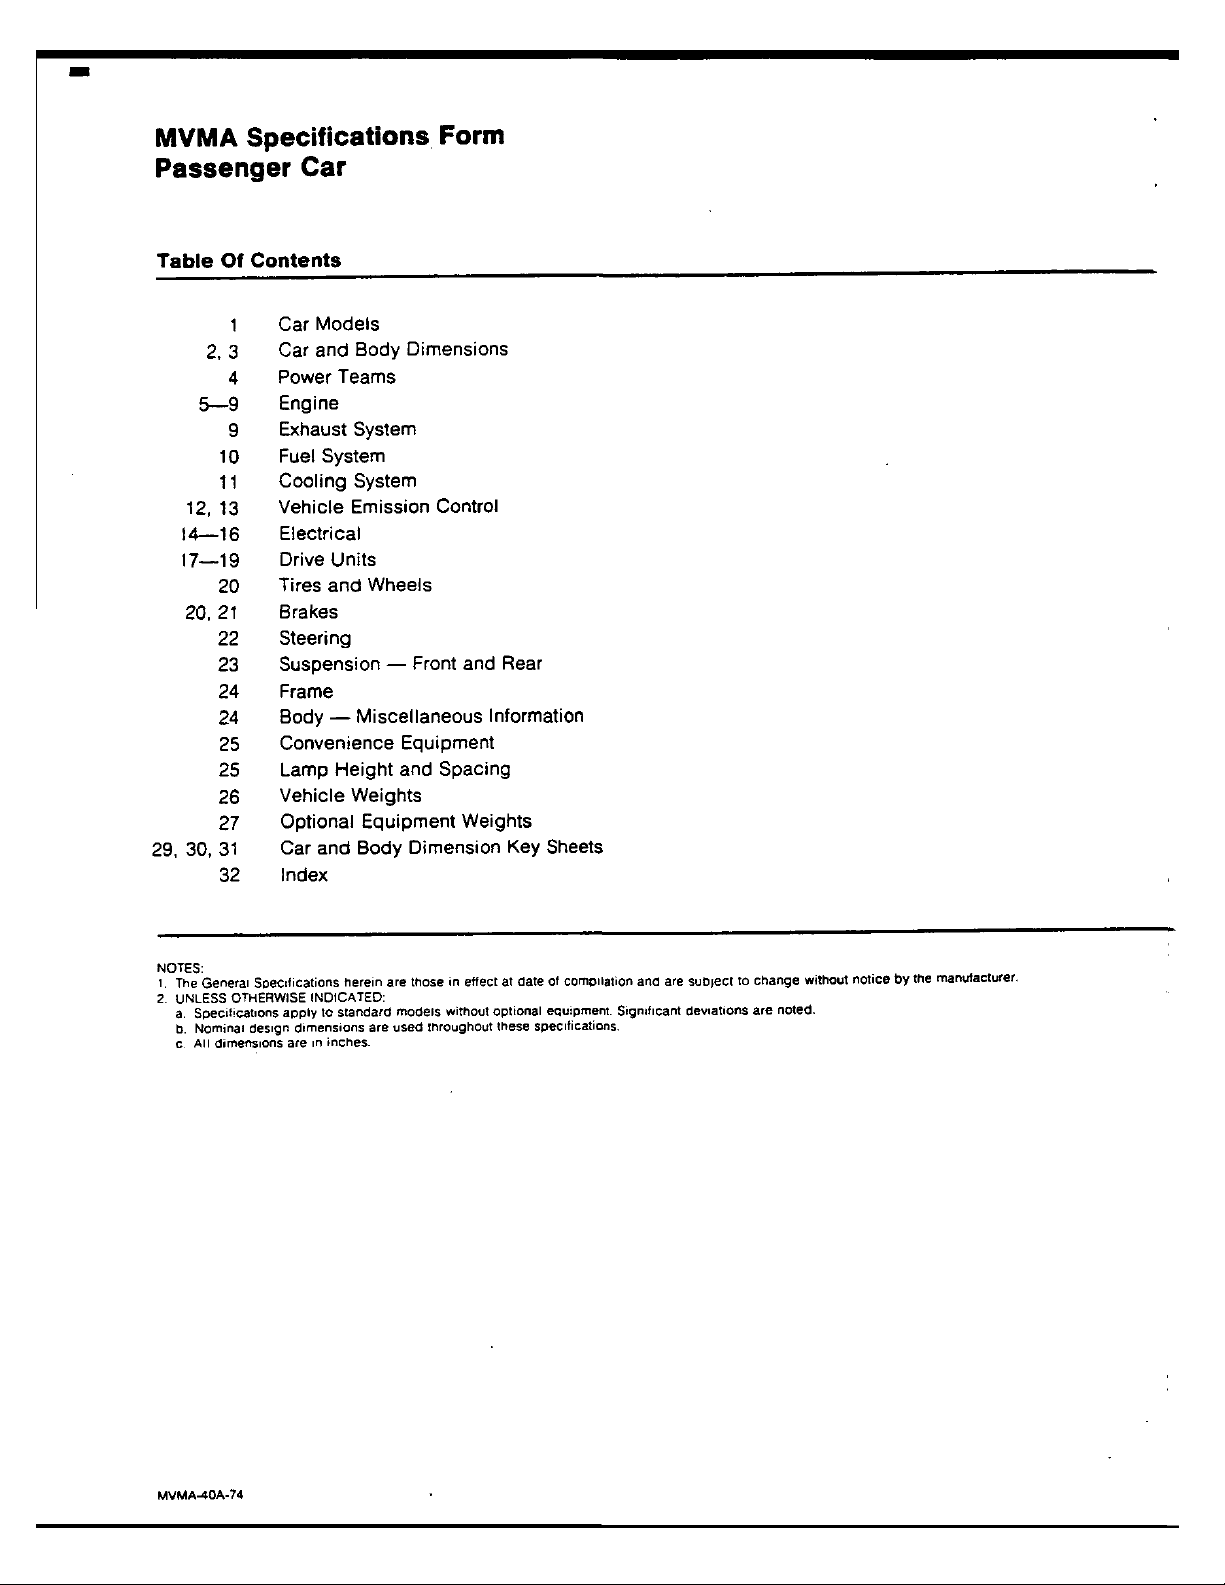 MVMA Specifications Form
Passenger Car
Table Of Contents
1 Car Models
2, 3 Car and Body Dimensions
4 Power Teams
5—9 Engine
9 Exhaust System
10 Fuel System
11 Cooling System
12, 13 Vehicle Emission Control
14—16 Electrical
17—19 Drive Units
20 Tires and Wheels
20, 21 Brakes
22 Steering
23 Suspension — Front and Rear
24 Frame
24 Body — Miscellaneous Information
25 Convenience Equipment
25 Lamp Height and Spacing
26 Vehicle Weights
27 Optional Equipment Weights
29, 30, 31 Car and Body Dimension Key Sheets
32 Index
NOTES:
1. The General Specifications herein are those in effect at date of compilation and are subject to change without notice by the manufacturer.
2. UNLESS OTHERWISE INDICATED:
a. Specifications apply to standard models without optional equipment. Significant deviations are noted.
b. Nominal design dimensions are used throughout these specifications.
c. All dimensions are in inches.
MVMA-40A-74